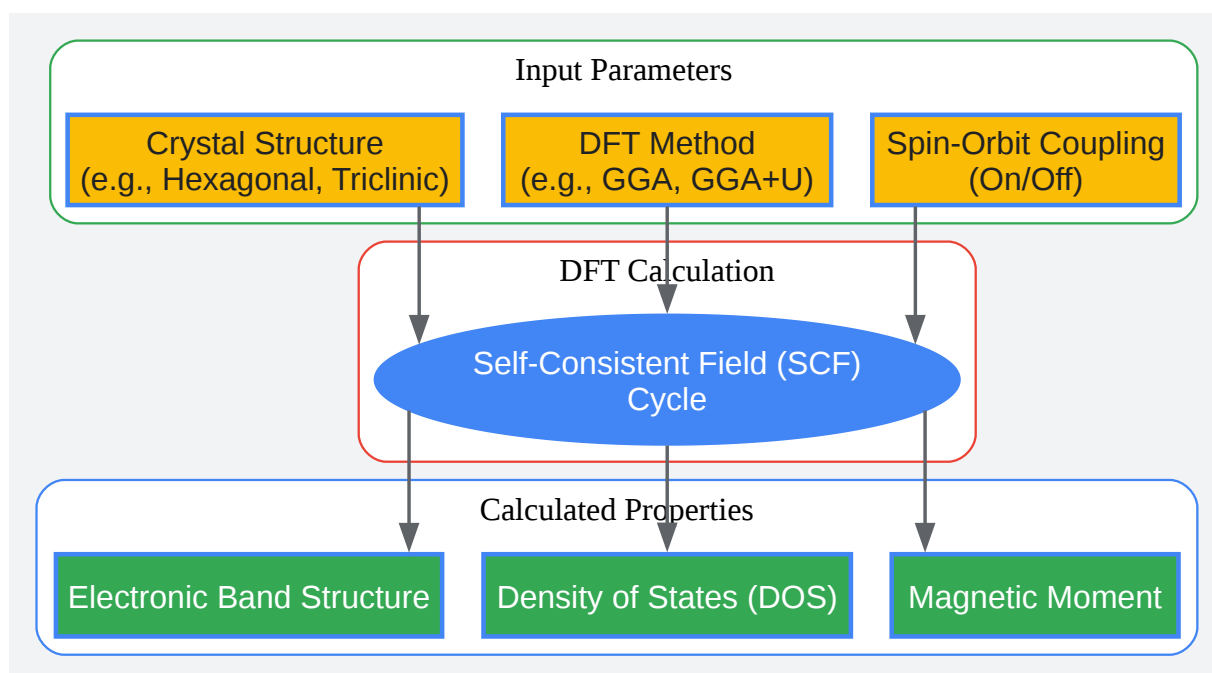 Input Parameters
Crystal Structure
(e.g., Hexagonal, Triclinic)
DFT Method
(e.g., GGA, GGA+U)
Spin-Orbit Coupling
(On/Off)
DFT Calculation
Self-Consistent Field (SCF)
Cycle
Calculated Properties
Electronic Band Structure
Density of States (DOS)
Magnetic Moment